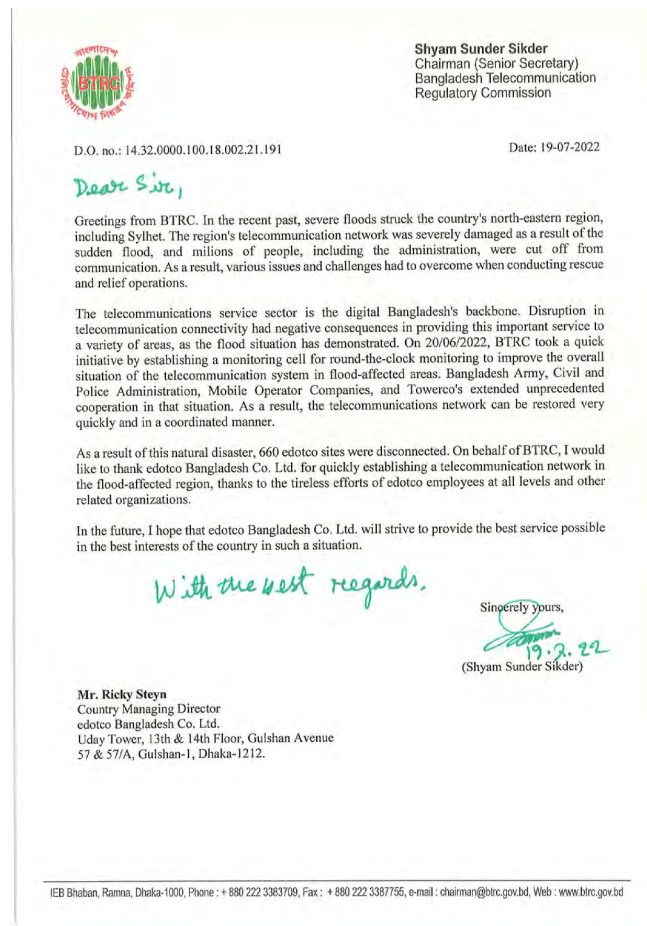 বাংলাদেশ
টেলিযোগাযোগ নিয়ন্ত্রণ কমিশন
BTRC
Shyam Sunder Sikder
Chairman (Senior Secretary)
Bangladesh Telecommunication
Regulatory Commission
D.O. no.: 14.32.0000.100.18.002.21.191
Date: 19-07-2022
Dear Sir,
Greetings from BTRC. In the recent past, severe floods struck the country's north-eastern region,
including Sylhet. The region's telecommunication network was severely damaged as a result of the
sudden flood, and milions of people, including the administration, were cut off from
communication. As a result, various issues and challenges had to overcome when conducting rescue
and relief operations.
The telecommunications service sector is the digital Bangladesh's backbone. Disruption in
telecommunication connectivity had negative consequences in providing this important service to
a variety of areas, as the flood situation has demonstrated. On 20/06/2022, BTRC took a quick
initiative by establishing a monitoring cell for round-the-clock monitoring to improve the overall
situation of the telecommunication system in flood-affected areas. Bangladesh Army, Civil and
Police Administration, Mobile Operator Companies, and Towerco's extended unprecedented
cooperation in that situation. As a result, the telecommunications network can be restored very
quickly and in a coordinated manner.
As a result of this natural disaster, 660 edotco sites were disconnected. On behalf of BTRC, I would
like to thank edotco Bangladesh Co. Ltd. for quickly establishing a telecommunication network in
the flood-affected region, thanks to the tireless efforts of edotco employees at all levels and other
related organizations.
In the future, I hope that edotco Bangladesh Co. Ltd. will strive to provide the best service possible
in the best interests of the country in such a situation.
With the best regards.
Sincerely yours,
19.7.22
(Shyam Sunder Sikder)
Mr. Ricky Steyn
Country Managing Director
edotco Bangladesh Co. Ltd.
Uday Tower, 13th & 14th Floor, Gulshan Avenue
57 & 57/A, Gulshan-1, Dhaka-1212.
IEB Bhaban, Ramna, Dhaka-1000, Phone : + 880 222 3383709, Fax : + 880 222 3387755, e-mail : chairman@btrc.gov.bd, Web : www.btrc.gov.bd